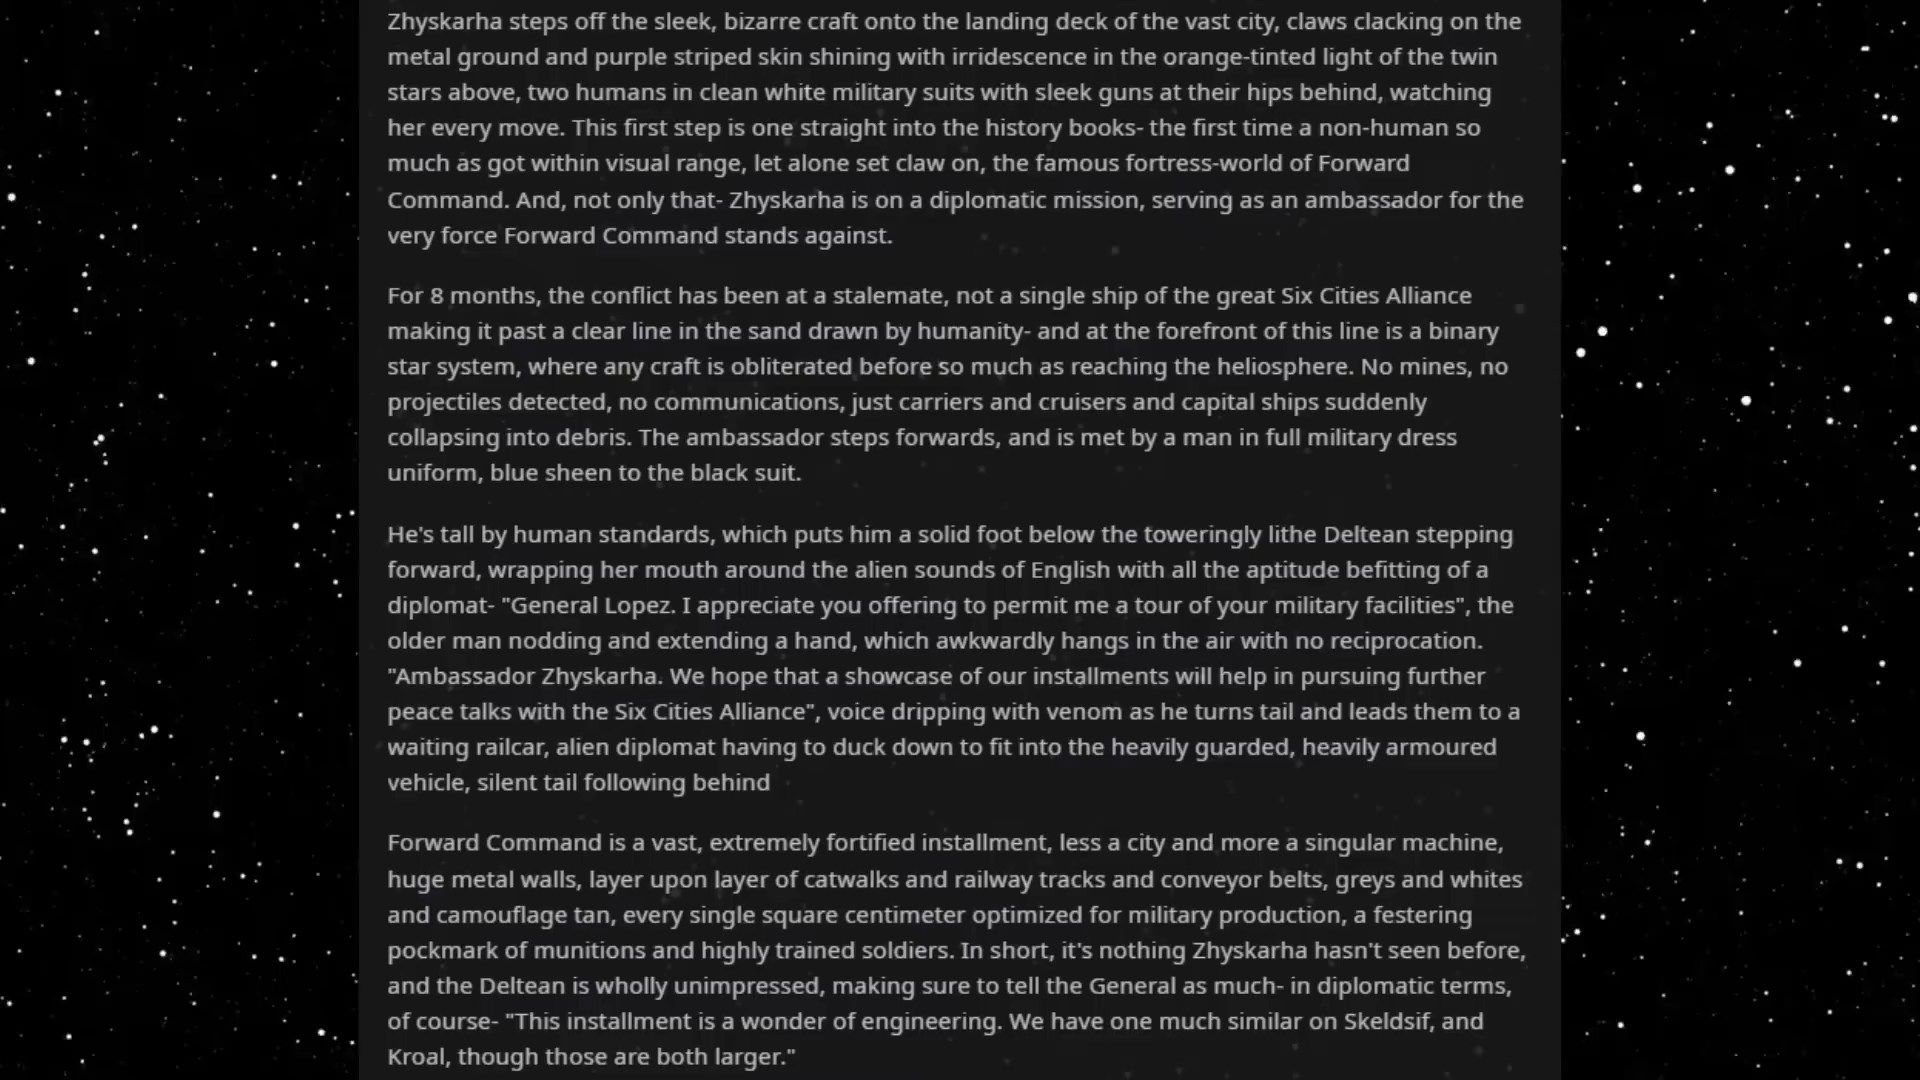 Zhyskarha steps off the sleek, bizarre craft onto the landing deck of the vast city, claws clacking on the
metal ground and purple striped skin shining with irridescence in the orange-tinted light of the twin
stars above, two humans in clean white military suits with sleek guns at their hips behind, watching
her every move. This first step is one straight into the history books- the first time a non-human so
much as got within visual range, let alone set claw on, the famous fortress-world of Forward
Command. And, not only that- Zhyskarha is on a diplomatic mission, serving as an ambassador for the
very force Forward Command stands against.
For 8 months, the conflict has been at a stalemate, not a single ship of the great Six Cities Alliance
making it past a clear line in the sand drawn by humanity- and at the forefront of this line is a binary
star system, where any craft is obliterated before so much as reaching the heliosphere. No mines, no
projectiles detected, no communications, just carriers and cruisers and capital ships suddenly
collapsing into debris. The ambassador steps forwards, and is met by a man in full military dress
uniform, blue sheen to the black suit.
He's tall by human standards, which puts him a solid foot below the toweringly lithe Deltean stepping
forward, wrapping her mouth around the alien sounds of English with all the aptitude befitting of a
diplomat- "General Lopez. I appreciate you offering to permit me a tour of your military facilities", the
older man nodding and extending a hand, which awkwardly hangs in the air with no reciprocation.
"Ambassador Zhyskarha. We hope that a showcase of our installments will help in pursuing further
peace talks with the Six Cities Alliance", voice dripping with venom as he turns tail and leads them to a
waiting railcar, alien diplomat having to duck down to fit into the heavily guarded, heavily armoured
vehicle, silent tail following behind
Forward Command is a vast, extremely fortified installment, less a city and more a singular machine,
huge metal walls, layer upon layer of catwalks and railway tracks and conveyor belts, greys and whites
and camouflage tan, every single square centimeter optimized for military production, a festering
pockmark of munitions and highly trained soldiers. In short, it's nothing Zhyskarha hasn't seen before,
and the Deltean is wholly unimpressed, making sure to tell the General as much- in diplomatic terms,
of course- "This installment is a wonder of engineering. We have one much similar on Skeldsif, and
Kroal, though those are both larger."